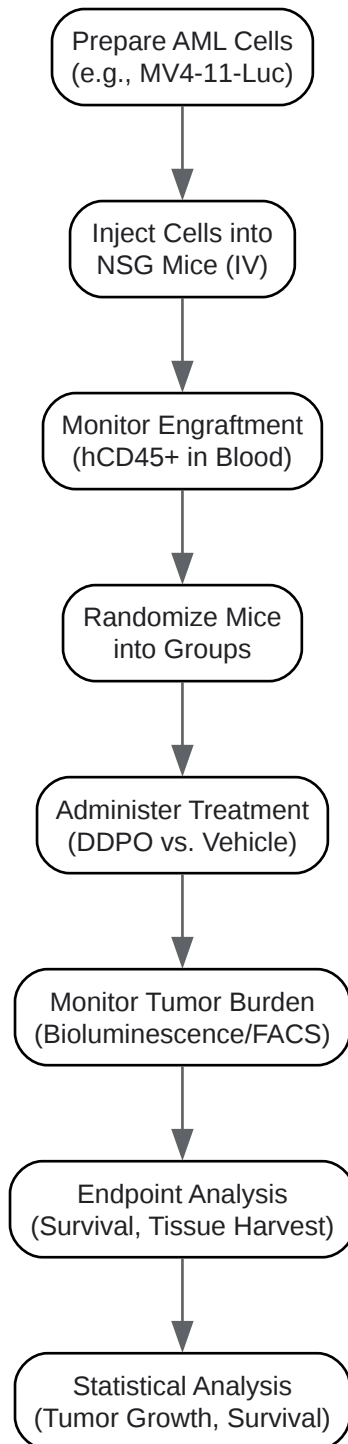 Prepare AML Cells
(e.g., MV4-11-Luc)
Inject Cells into
NSG Mice (IV)
Monitor Engraftment
(hCD45+ in Blood)
Randomize Mice
into Groups
Administer Treatment
(DDPO vs. Vehicle)
Monitor Tumor Burden
(Bioluminescence/FACS)
Endpoint Analysis
(Survival, Tissue Harvest)
Statistical Analysis
(Tumor Growth, Survival)